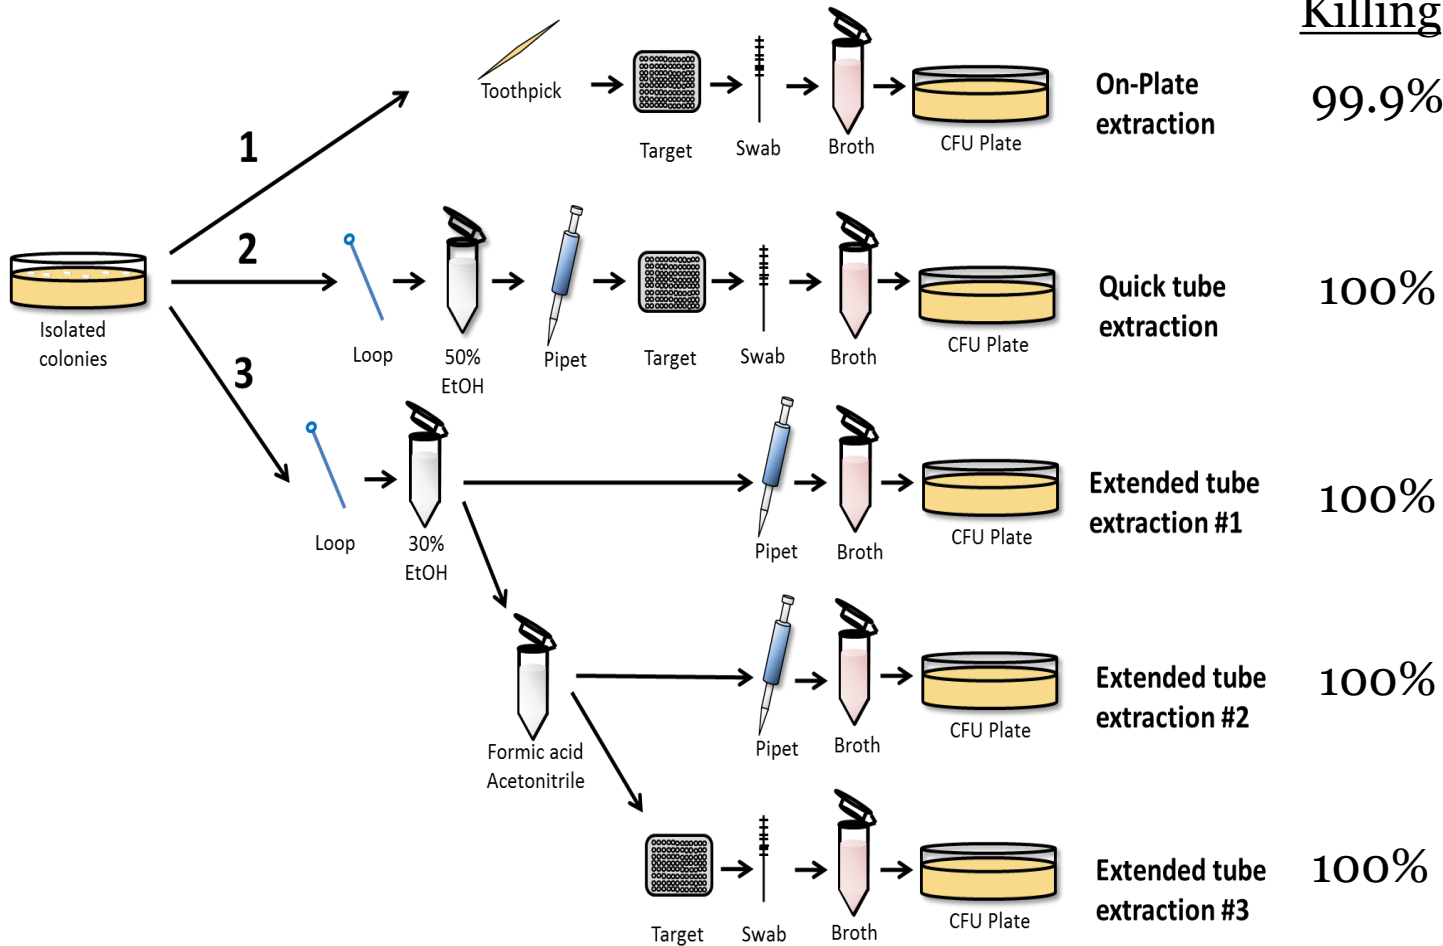 Killing
1
Toothpick
Target
Swab
Broth
CFU Plate
On-Plate
extraction
99.9%
Isolated
colonies
2
Loop
50%
EtOH
Pipet
Target
Swab
Broth
CFU Plate
Quick tube
extraction
100%
3
Loop
30%
EtOH
Pipet
Broth
CFU Plate
Extended tube
extraction #1
100%
Formic acid
Acetonitrile
Pipet
Broth
CFU Plate
Extended tube
extraction #2
100%
Target
Swab
Broth
CFU Plate
Extended tube
extraction #3
100%